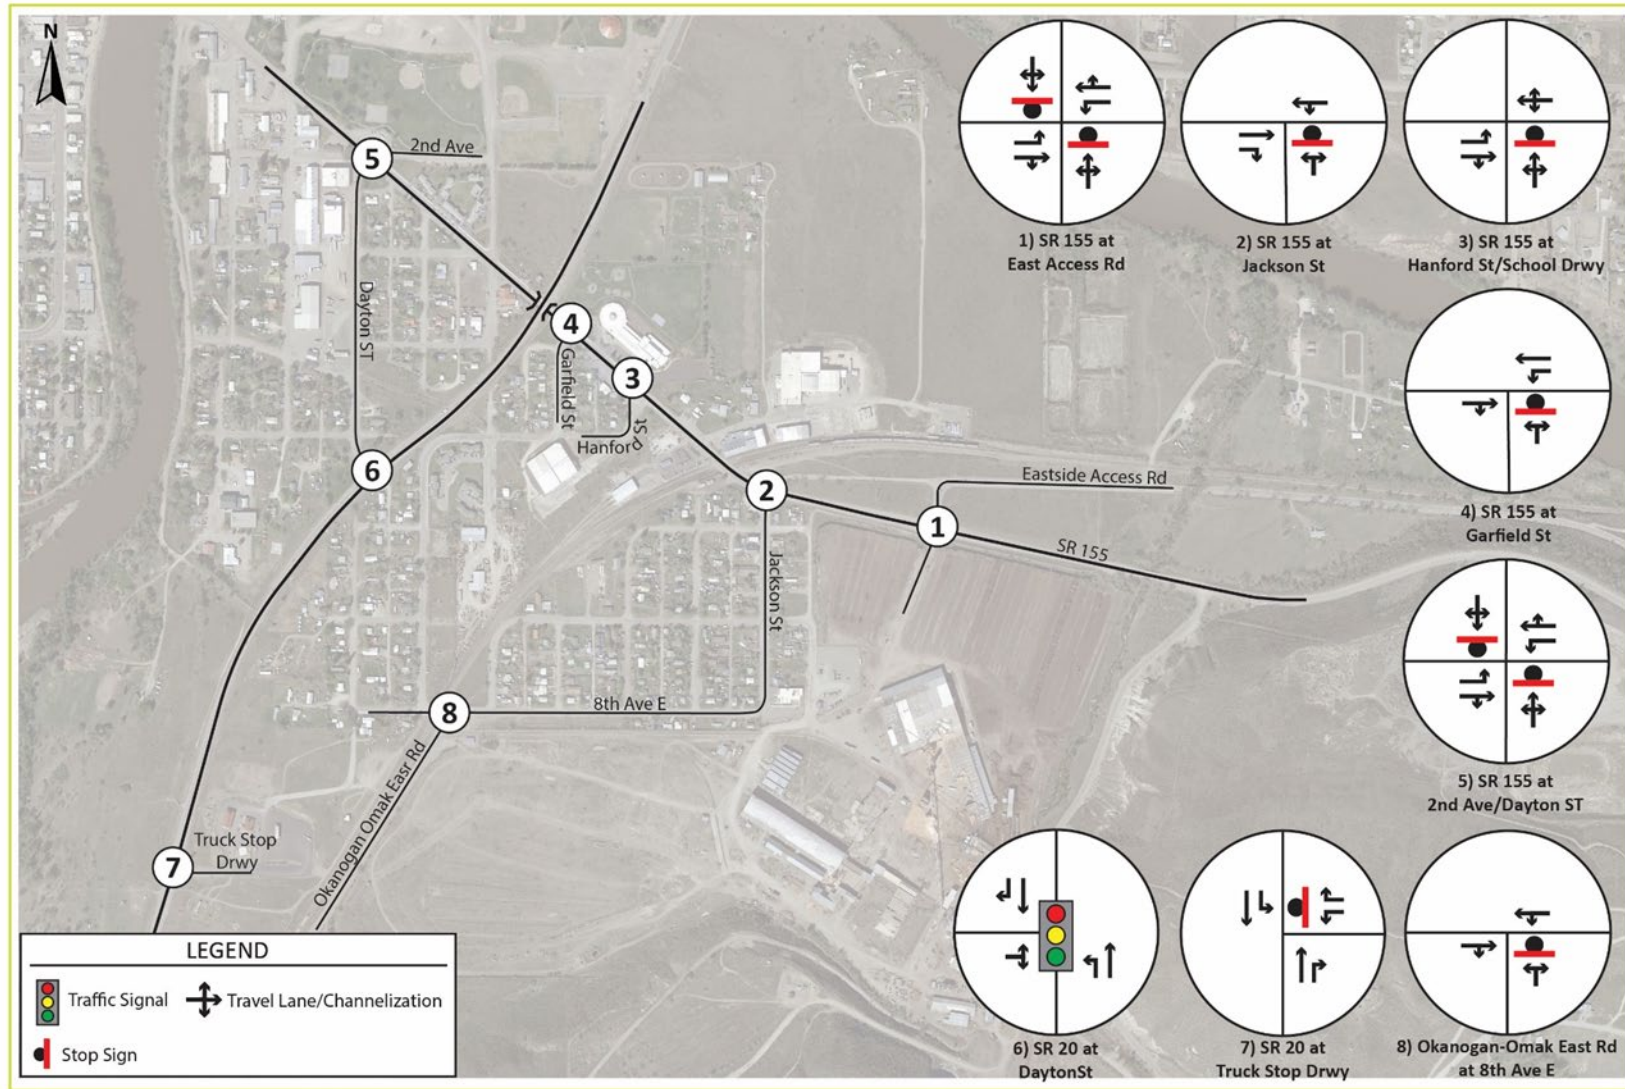 N
5
2nd Ave
Dayton ST
4
Garfield St
3
Hanford St
6
2
Eastside Access Rd
1
SR 155
Jackson St
8
8th Ave E
Okanogan Omak Easr Rd
7
Truck Stop
Drwy
1) SR 155 at
East Access Rd
2) SR 155 at
Jackson St
3) SR 155 at
Hanford St/School Drwy
4) SR 155 at
Garfield St
5) SR 155 at
2nd Ave/Dayton ST
6) SR 20 at
DaytonSt
7) SR 20 at
Truck Stop Drwy
8) Okanogan-Omak East Rd
at 8th Ave E
LEGEND
Traffic Signal
Travel Lane/Channelization
Stop Sign